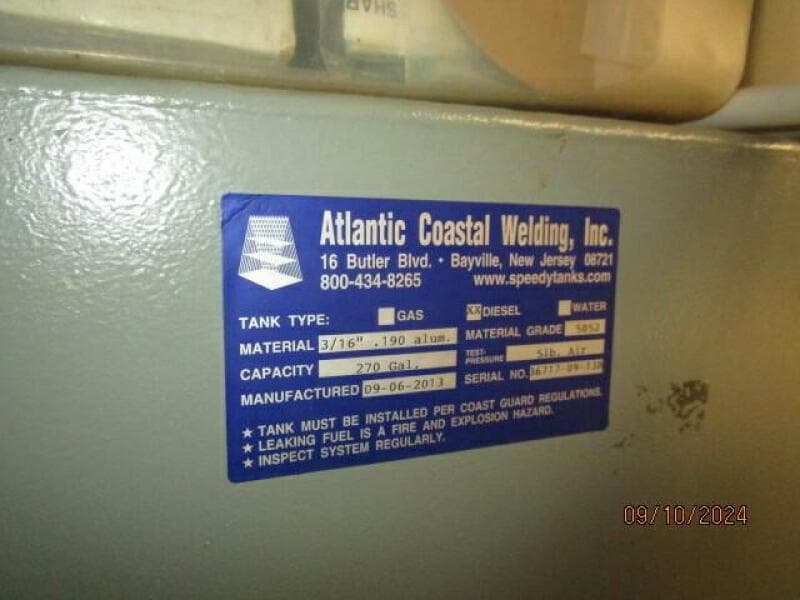 SHAR
Atlantic Coastal Welding, Inc.
16 Butler Blvd. • Bayville, New Jersey 08721
800-434-8265 www.speedytanks.com
TANK TYPE: GAS XX DIESEL WATER
MATERIAL 3/16" .190 alum. MATERIAL GRADE 5052
CAPACITY 270 Gal. TEST-PRESSURE 5lb. Air
MANUFACTURED 09-06-2013 SERIAL NO.
★ TANK MUST BE INSTALLED PER COAST GUARD REGULATIONS.
★ LEAKING FUEL IS A FIRE AND EXPLOSION HAZARD.
★ INSPECT SYSTEM REGULARLY.
09/10/2024